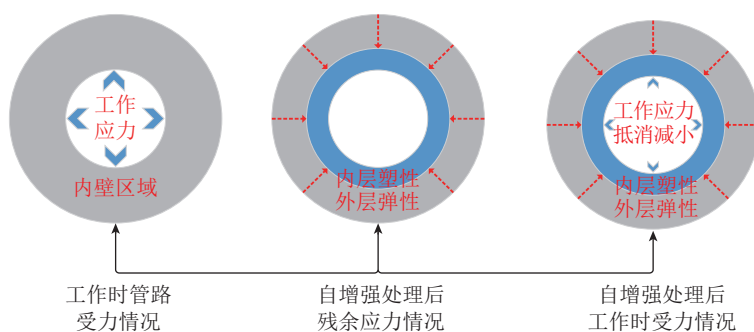 工作
应力
内壁区域
内层塑性
外层弹性
工作应力
抵消减小
内层塑性
外层弹性
工作时管路
受力情况
自增强处理后
残余应力情况
自增强处理后
工作时受力情况